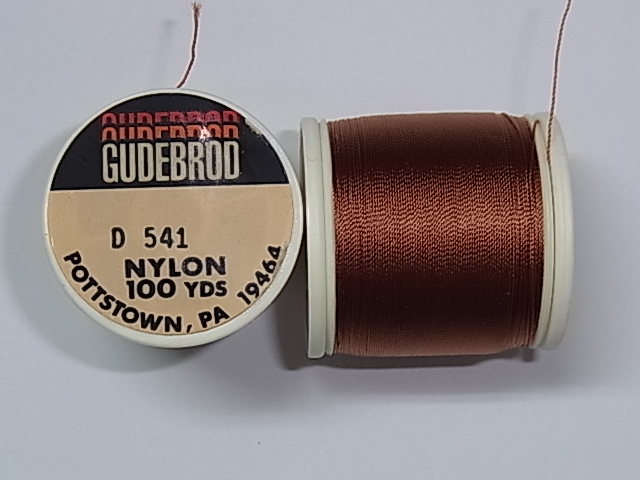 GUDEBROD
GUDEBROD
D 541
NYLON
100 YDS
POTTSTOWN, PA 19464